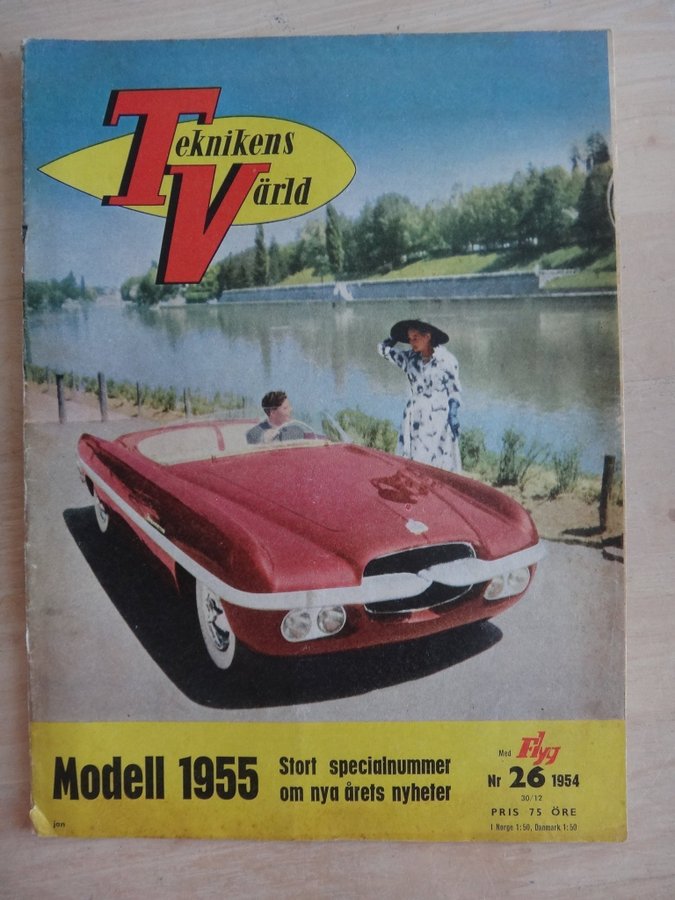 Teknikens
Värld
Modell 1955
Stort specialnummer
om nya årets nyheter
Med Flyg
Nr 26 1954
30/12
PRIS 75 ÖRE
I Norge 1:50, Danmark 1:50
jan